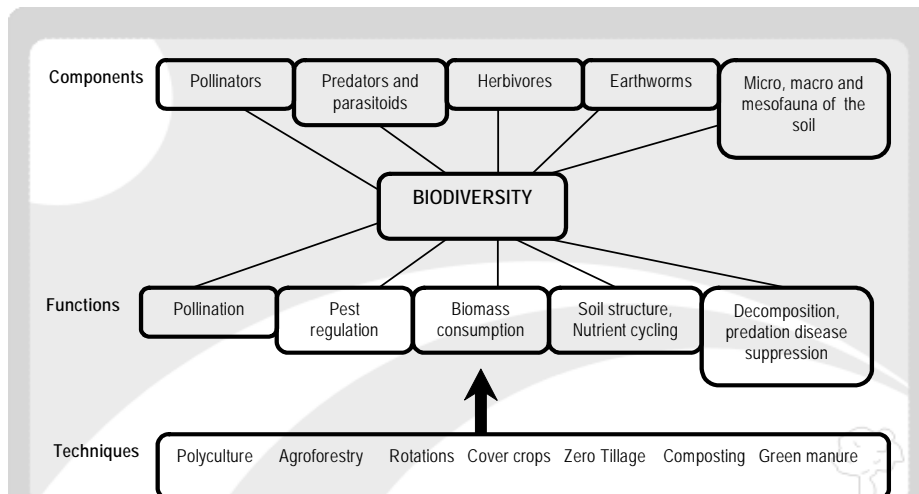 Components
Pollinators
Predators and
parasitoids
Herbivores
Earthworms
Micro, macro and
mesofauna of the
soil
BIODIVERSITY
Functions
Pollination
Pest
regulation
Biomass
consumption
Soil structure,
Nutrient cycling
Decomposition,
predation disease
suppression
Techniques
Polyculture Agroforestry Rotations Cover crops Zero Tillage Composting Green manure